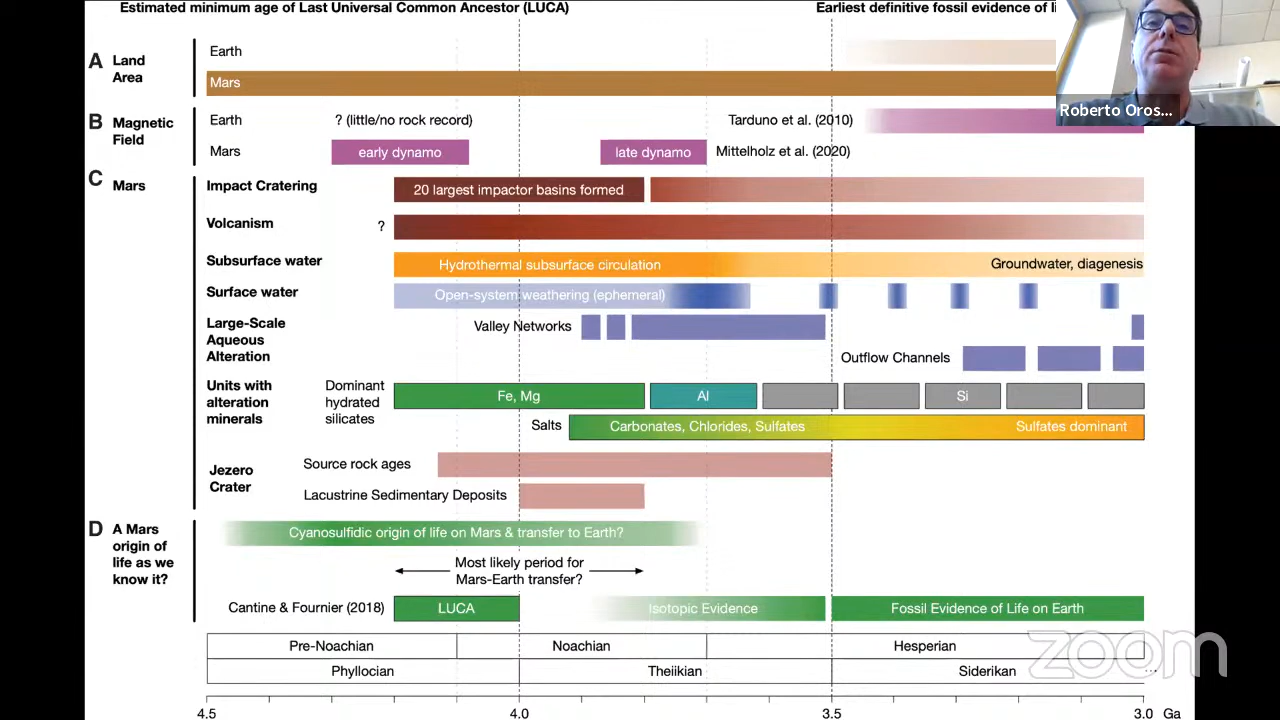 Estimated minimum age of Last Universal Common Ancestor (LUCA)
Earliest definitive fossil evidence of
Roberto Oros...
A
Land
Area
Earth
Mars
B
Magnetic
Field
Earth
? (little/no rock record)
Tarduno et al. (2010)
Mars
early dynamo
late dynamo
Mittelholz et al. (2020)
C
Mars
Impact Cratering
20 largest impactor basins formed
Volcanism
?
Subsurface water
Hydrothermal subsurface circulation
Groundwater, diagenesis
Surface water
Open-system weathering (ephemeral)
Large-Scale
Aqueous
Alteration
Valley Networks
Outflow Channels
Units with
alteration
minerals
Dominant
hydrated
silicates
Fe, Mg
Al
Si
Salts
Carbonates, Chlorides, Sulfates
Sulfates dominant
Jezero
Crater
Source rock ages
Lacustrine Sedimentary Deposits
D
A Mars
origin of
life as we
know it?
Cyanosulfidic origin of life on Mars & transfer to Earth?
Most likely period for
Mars-Earth transfer?
Cantine & Fournier (2018)
LUCA
Isotopic Evidence
Fossil Evidence of Life on Earth
Pre-Noachian
Noachian
Hesperian
Phyllocian
Theiikian
Siderikan
...
zoom
4.5
4.0
3.5
3.0
Ga